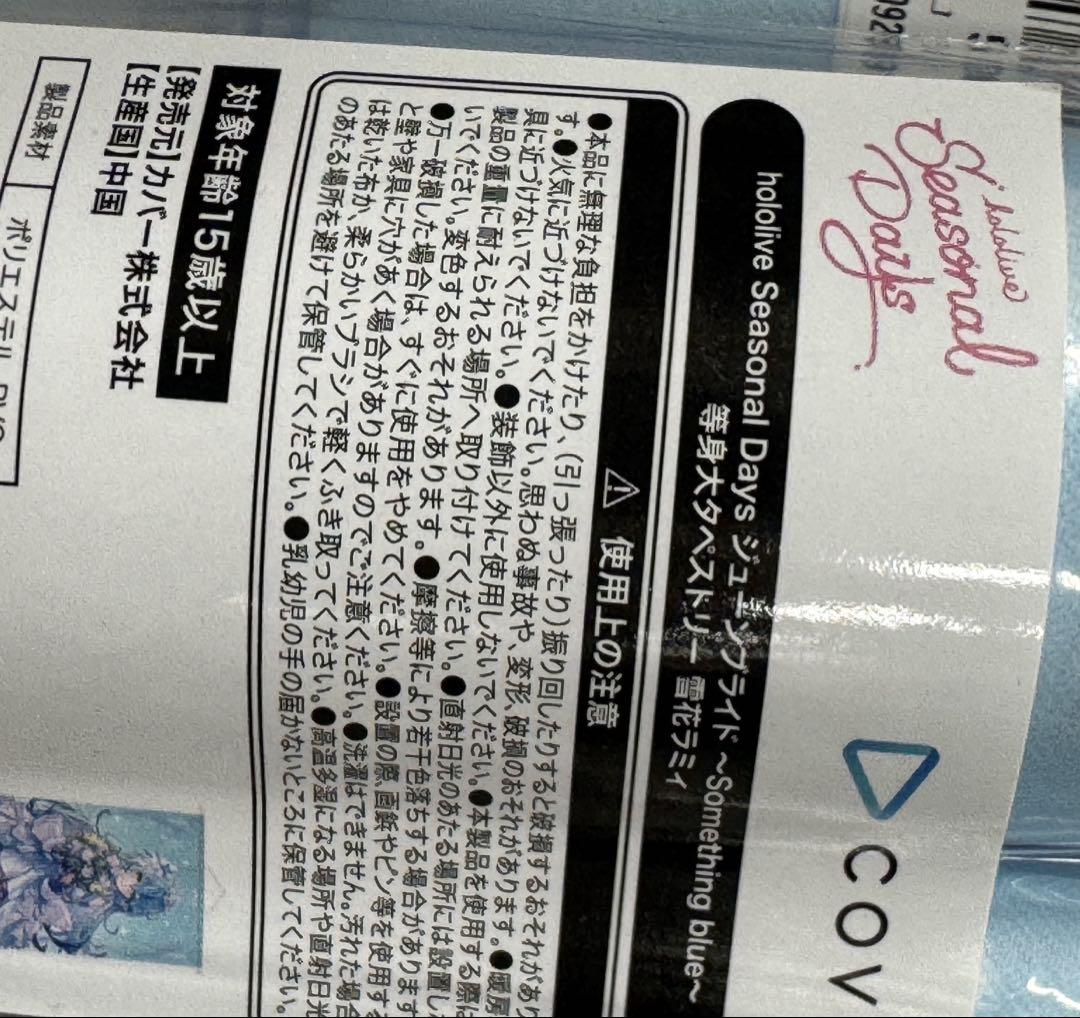 hololive
Seasonal
Days
COV
hololive Seasonal Days ジューンブライド ～Something blue～
等身大タペストリー 雪花ラミィ
⚠ 使用上の注意
●本品に無理な負担をかけたり、(引っ張ったり)振り回したりすると破損するおそれがあり
す。●火気に近づけないでください。思わぬ事故や、変形、破損のおそれがあります。●暖房
具に近づけないでください。●装飾以外に使用しないでください。●本製品を使用する際に
製品の重量に耐えられる場所へ取り付けてください。●直射日光のあたる場所には設置し
いでください。変色するおそれがあります。●摩擦等により若干色落ちする場合があります
●万一破損した場合は、すぐに使用をやめてください。●設置の際、画鋲やピン等を使用す
と壁や家具に穴があく場合がありますのでご注意ください。●洗濯はできません。汚れた場合
は乾いた布か、柔らかいブラシで軽くふき取ってください。●高温多湿になる場所や直射日光
のあたる場所を避けて保管してください。●乳幼児の手の届かないところに保管してください。
対象年齢15歳以上
【発売元】カバー株式会社
【生産国】中国
製品素材
ポリエステル
092